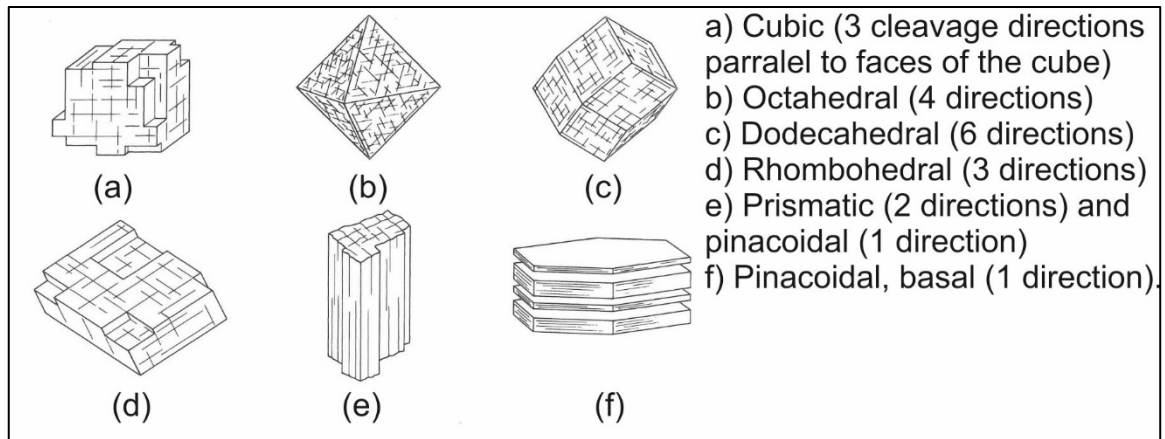 (a)
(b)
(c)
(d)
(e)
(f)
a) Cubic (3 cleavage directions
parralel to faces of the cube)
b) Octahedral (4 directions)
c) Dodecahedral (6 directions)
d) Rhombohedral (3 directions)
e) Prismatic (2 directions) and
pinacoidal (1 direction)
f) Pinacoidal, basal (1 direction).